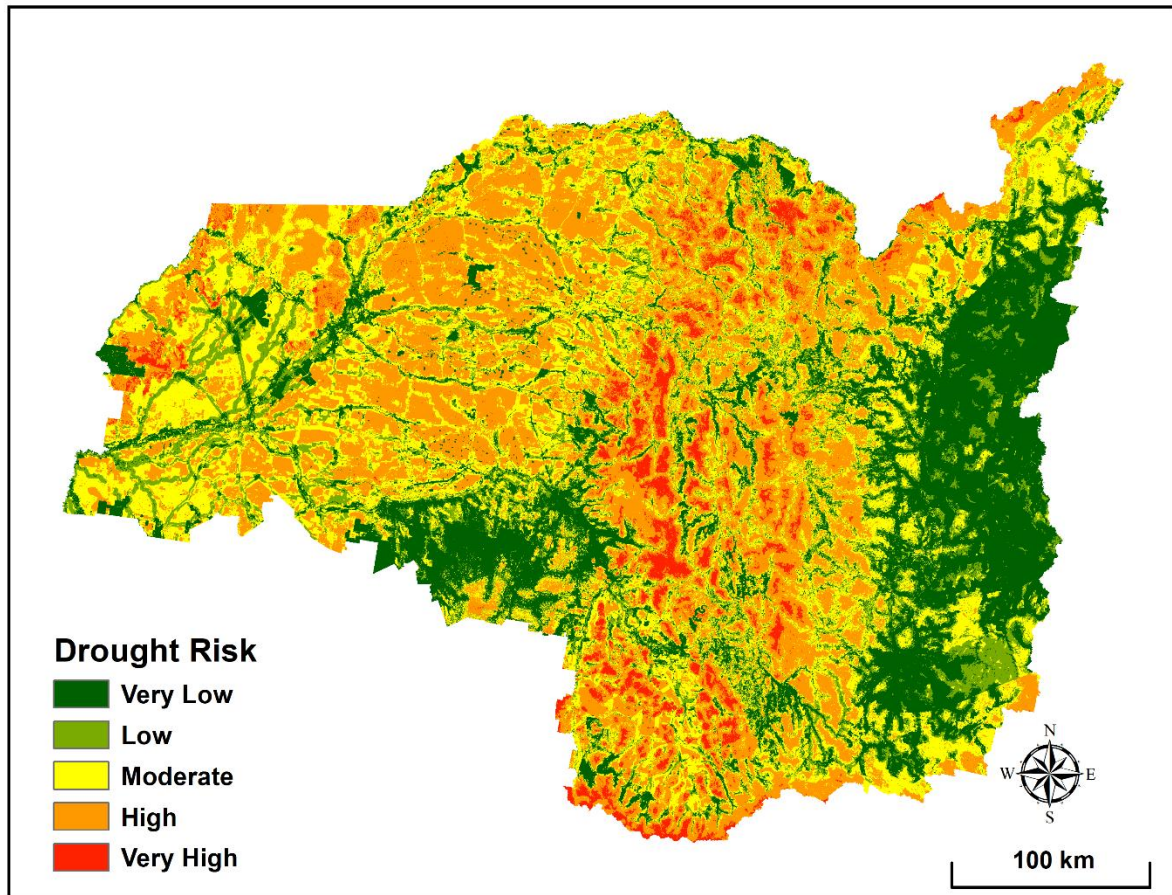 Drought Risk
Very Low
Low
Moderate
High
Very High
N
W E
S
100 km